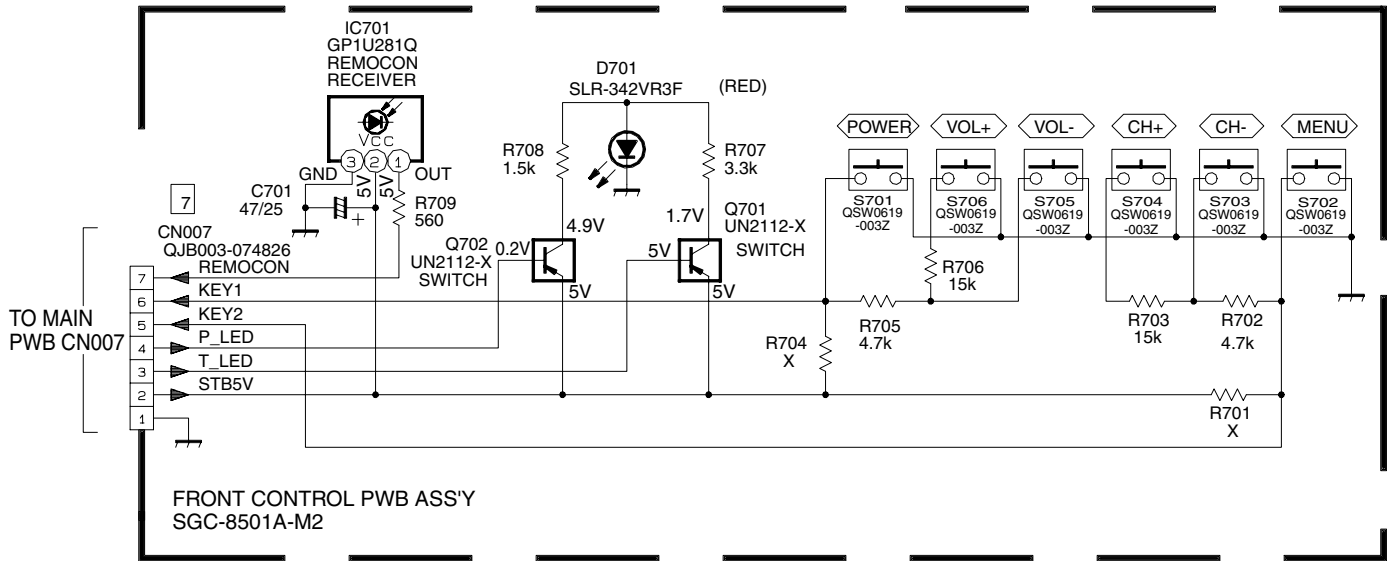 IC701
GP1U281Q
REMOCON
RECEIVER
VCC
3 2 1
GND
5V
5V
OUT
C701
47/25
+
R709
560
D701
SLR-342VR3F
(RED)
R708
1.5k
R707
3.3k
4.9V
1.7V
Q702
UN2112-X
SWITCH
0.2V
5V
Q701
UN2112-X
SWITCH
5V
5V
POWER
VOL+
VOL-
CH+
CH-
MENU
S701
QSW0619
-003Z
S706
QSW0619
-003Z
S705
QSW0619
-003Z
S704
QSW0619
-003Z
S703
QSW0619
-003Z
S702
QSW0619
-003Z
R706
15k
R705
4.7k
R704
X
R703
15k
R702
4.7k
R701
X
7
CN007
QJB003-074826
7 REMOCON
6 KEY1
5 KEY2
4 P_LED
3 T_LED
2 STB5V
1
TO MAIN
PWB CN007
FRONT CONTROL PWB ASS'Y
SGC-8501A-M2